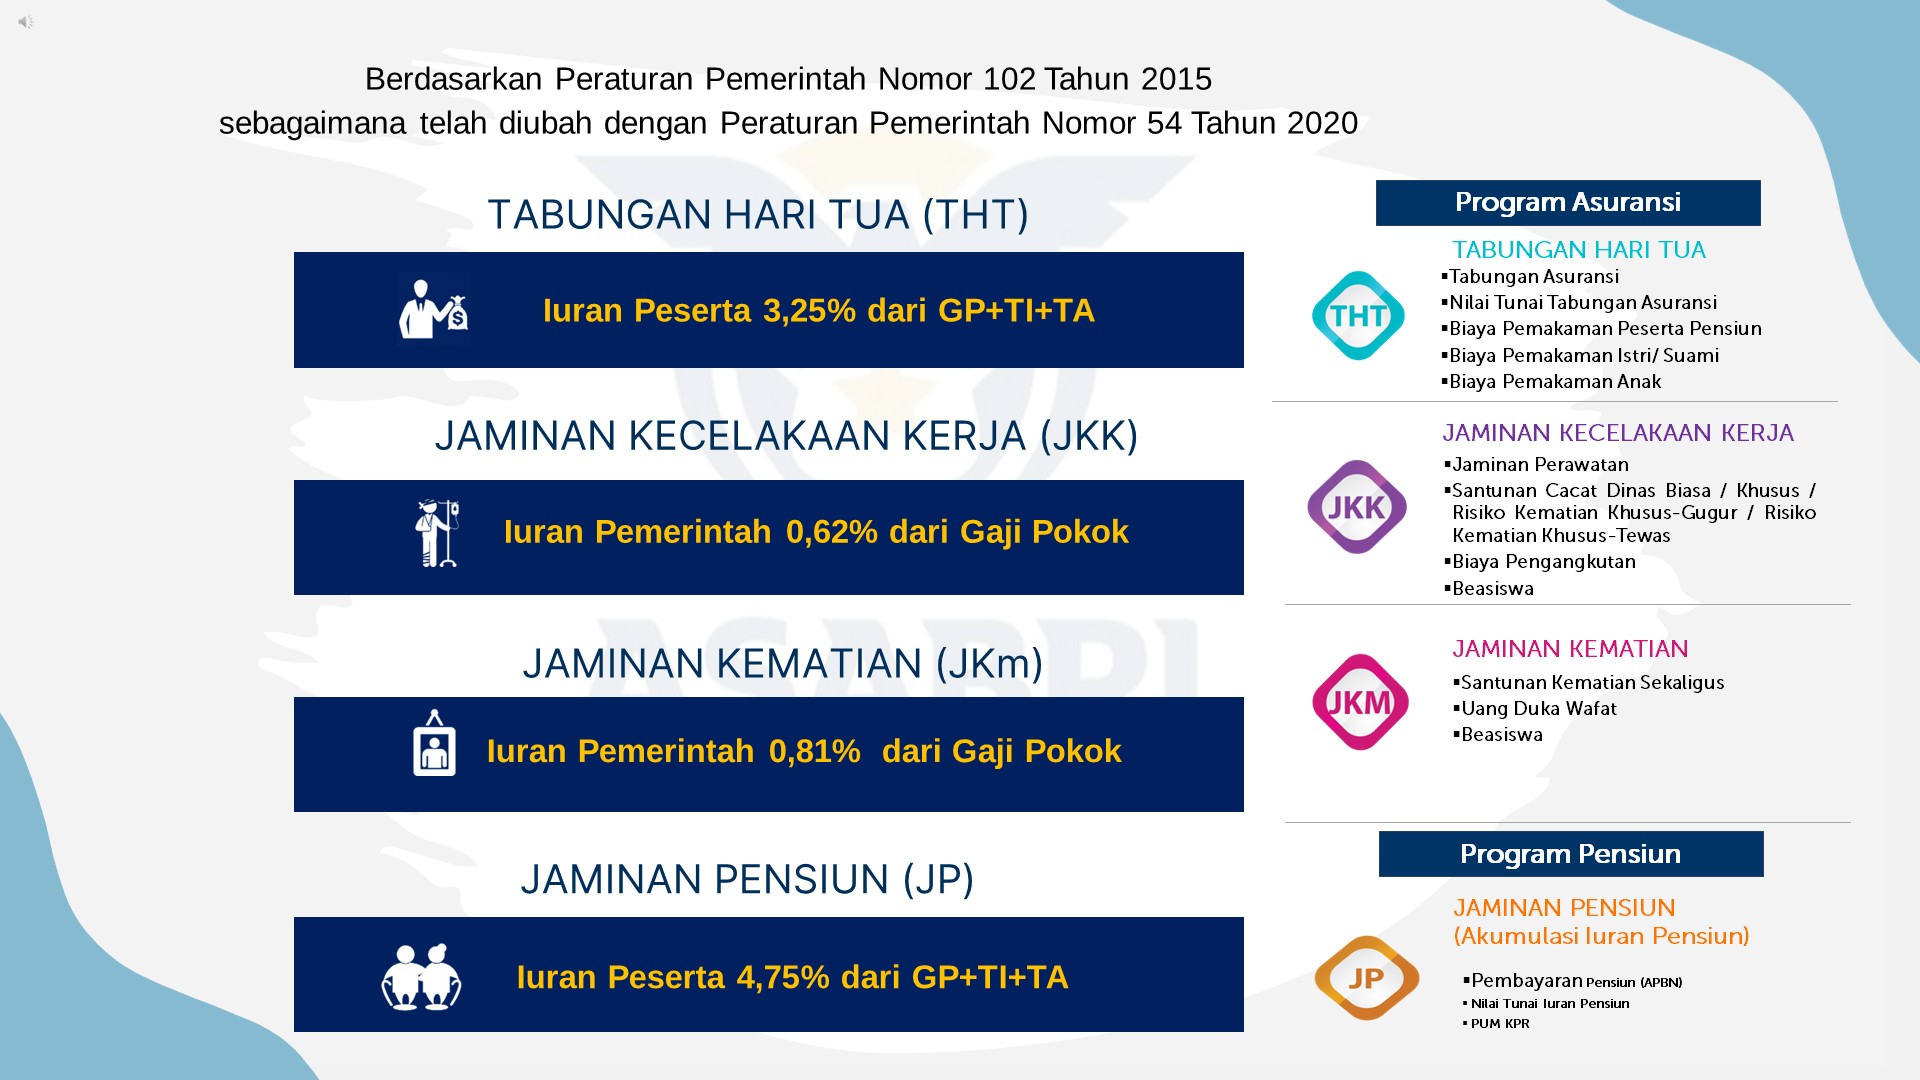 Berdasarkan Peraturan Pemerintah Nomor 102 Tahun 2015
sebagaimana telah diubah dengan Peraturan Pemerintah Nomor 54 Tahun 2020
TABUNGAN HARI TUA (THT)
$
Iuran Peserta 3,25% dari GP+TI+TA
JAMINAN KECELAKAAN KERJA (JKK)
Iuran Pemerintah 0,62% dari Gaji Pokok
ASABRI
JAMINAN KEMATIAN (JKm)
Iuran Pemerintah 0,81% dari Gaji Pokok
JAMINAN PENSIUN (JP)
Iuran Peserta 4,75% dari GP+TI+TA
Program Asuransi
TABUNGAN HARI TUA
THT
▪Tabungan Asuransi
▪Nilai Tunai Tabungan Asuransi
▪Biaya Pemakaman Peserta Pensiun
▪Biaya Pemakaman Istri/ Suami
▪Biaya Pemakaman Anak
JAMINAN KECELAKAAN KERJA
JKK
▪Jaminan Perawatan
▪Santunan Cacat Dinas Biasa / Khusus /
Risiko Kematian Khusus-Gugur / Risiko
Kematian Khusus-Tewas
▪Biaya Pengangkutan
▪Beasiswa
JAMINAN KEMATIAN
JKM
▪Santunan Kematian Sekaligus
▪Uang Duka Wafat
▪Beasiswa
Program Pensiun
JAMINAN PENSIUN
(Akumulasi Iuran Pensiun)
JP
▪Pembayaran Pensiun (APBN)
▪ Nilai Tunai Iuran Pensiun
▪ PUM KPR